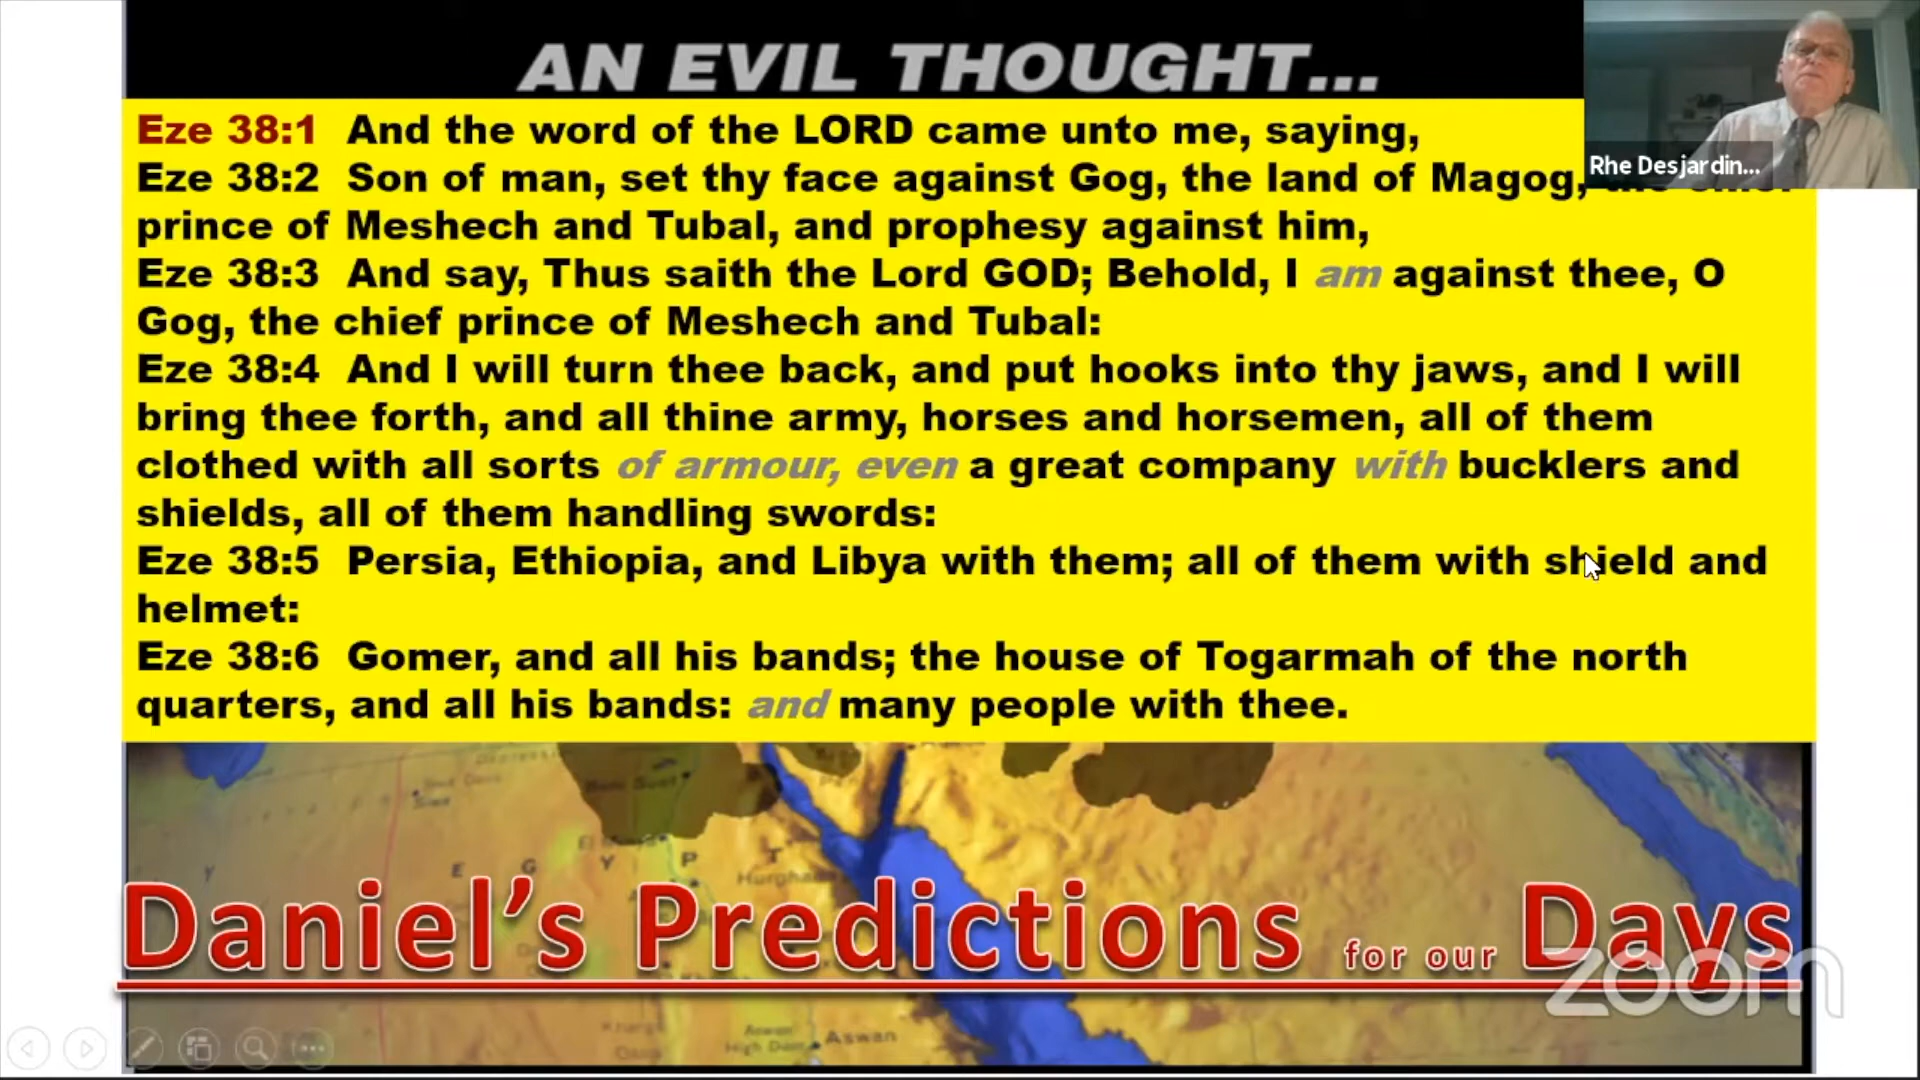 AN EVIL THOUGHT...
Eze 38:1 And the word of the LORD came unto me, saying,
Eze 38:2 Son of man, set thy face against Gog, the land of Magog,
prince of Meshech and Tubal, and prophesy against him,
Eze 38:3 And say, Thus saith the Lord GOD; Behold, I am against thee, O
Gog, the chief prince of Meshech and Tubal:
Eze 38:4 And I will turn thee back, and put hooks into thy jaws, and I will
bring thee forth, and all thine army, horses and horsemen, all of them
clothed with all sorts of armour, even a great company with bucklers and
shields, all of them handling swords:
Eze 38:5 Persia, Ethiopia, and Libya with them; all of them with shield and
helmet:
Eze 38:6 Gomer, and all his bands; the house of Togarmah of the north
quarters, and all his bands: and many people with thee.
Rhe Desjardin...
E G Y P T
Hurghada
Daniel's Predictions for our Days
zoom
High Dam
Aswan